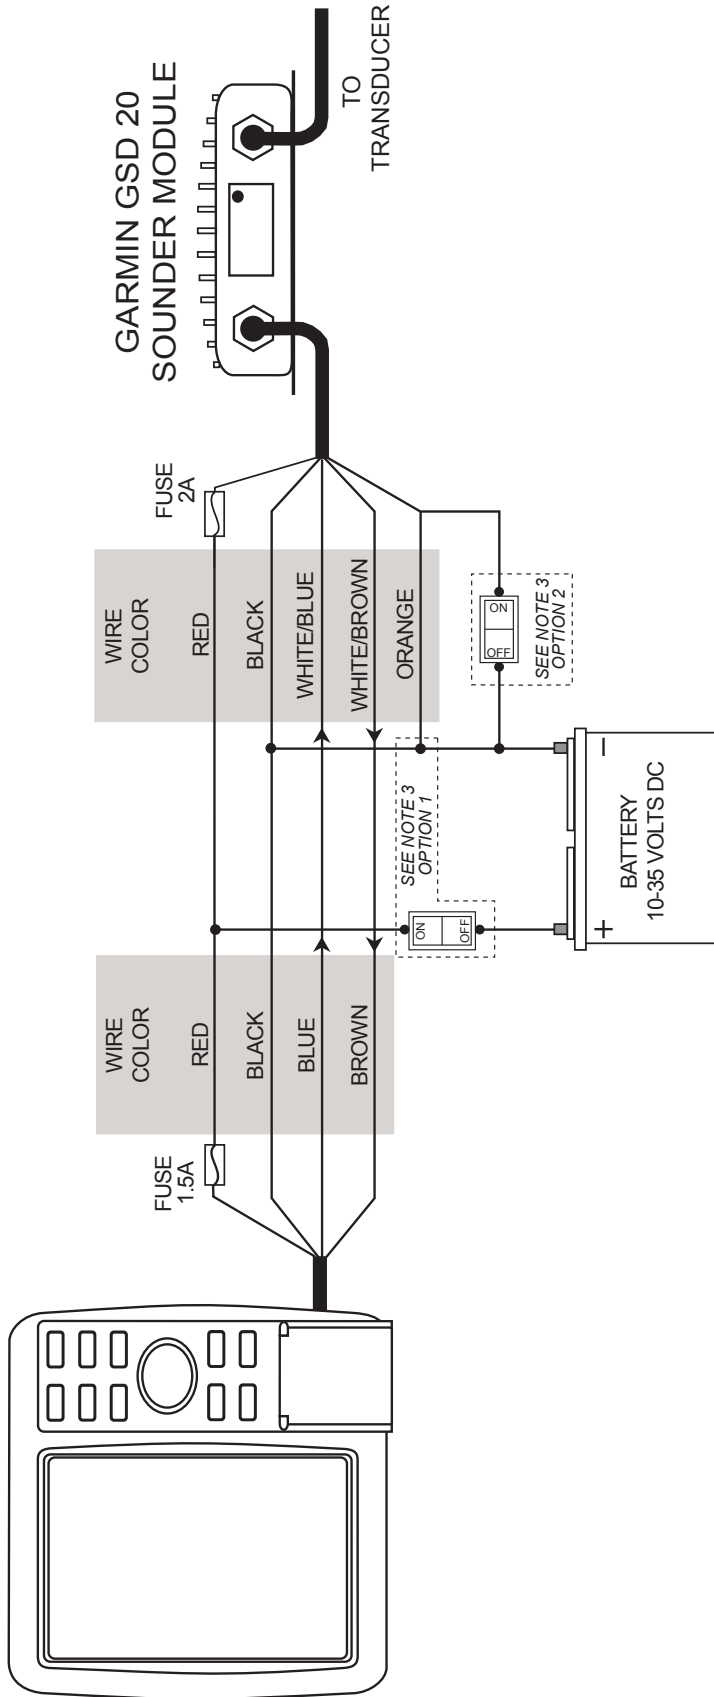 GARMIN GSD 20
SOUNDER MODULE
TO
TRANSDUCER
FUSE
1.5A
WIRE
COLOR
RED
BLACK
BLUE
BROWN
FUSE
2A
WIRE
COLOR
RED
BLACK
WHITE/BLUE
WHITE/BROWN
ORANGE
SEE NOTE 3
OPTION 1
ON
OFF
SEE NOTE 3
OPTION 2
ON
OFF
+
–
BATTERY
10-35 VOLTS DC